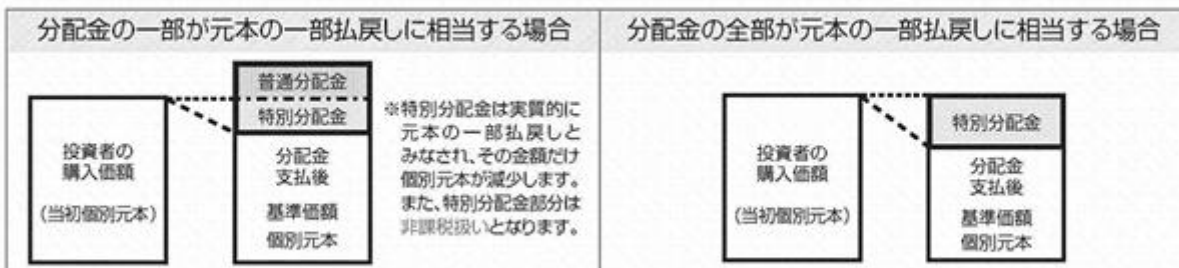 分配金の一部が元本の一部払戻しに相当する場合
普通分配金
特別分配金
投資者の
購入価額
(当初個別元本)
分配金
支払後
基準価額
個別元本
※特別分配金は実質的に
元本の一部払戻しと
みなされ、その金額だけ
個別元本が減少します。
また、特別分配金部分は
非課税扱いとなります。
分配金の全部が元本の一部払戻しに相当する場合
投資者の
購入価額
(当初個別元本)
特別分配金
分配金
支払後
基準価額
個別元本